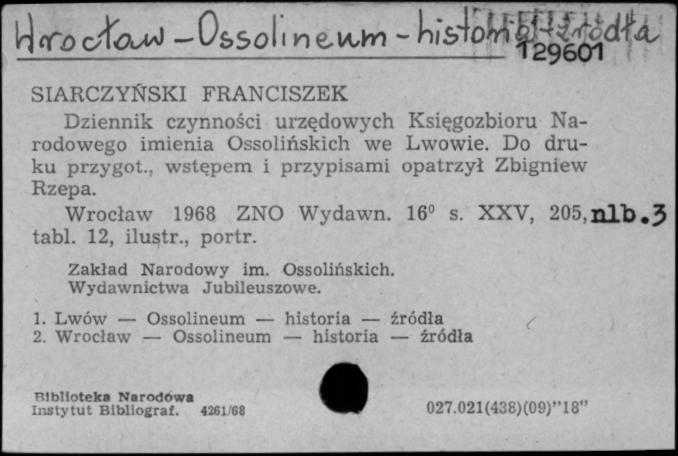 Wrocław – Ossolineum – historia – źródła
129601
SIARCZYŃSKI FRANCISZEK
Dziennik czynności urzędowych Księgozbioru Na-
rodowego imienia Ossolińskich we Lwowie. Do dru-
ku przygot., wstępem i przypisami opatrzył Zbigniew
Rzepa.
Wrocław 1968 ZNO Wydawn. 16⁰ s. XXV, 205, nlb. 3
tabl. 12, ilustr., portr.
Zakład Narodowy im. Ossolińskich.
Wydawnictwa Jubileuszowe.
1. Lwów — Ossolineum — historia — źródła
2. Wrocław — Ossolineum — historia — źródła
Biblioteka Narodowa
Instytut Bibliograf. 4261/68
027.021(438)(09)"18"